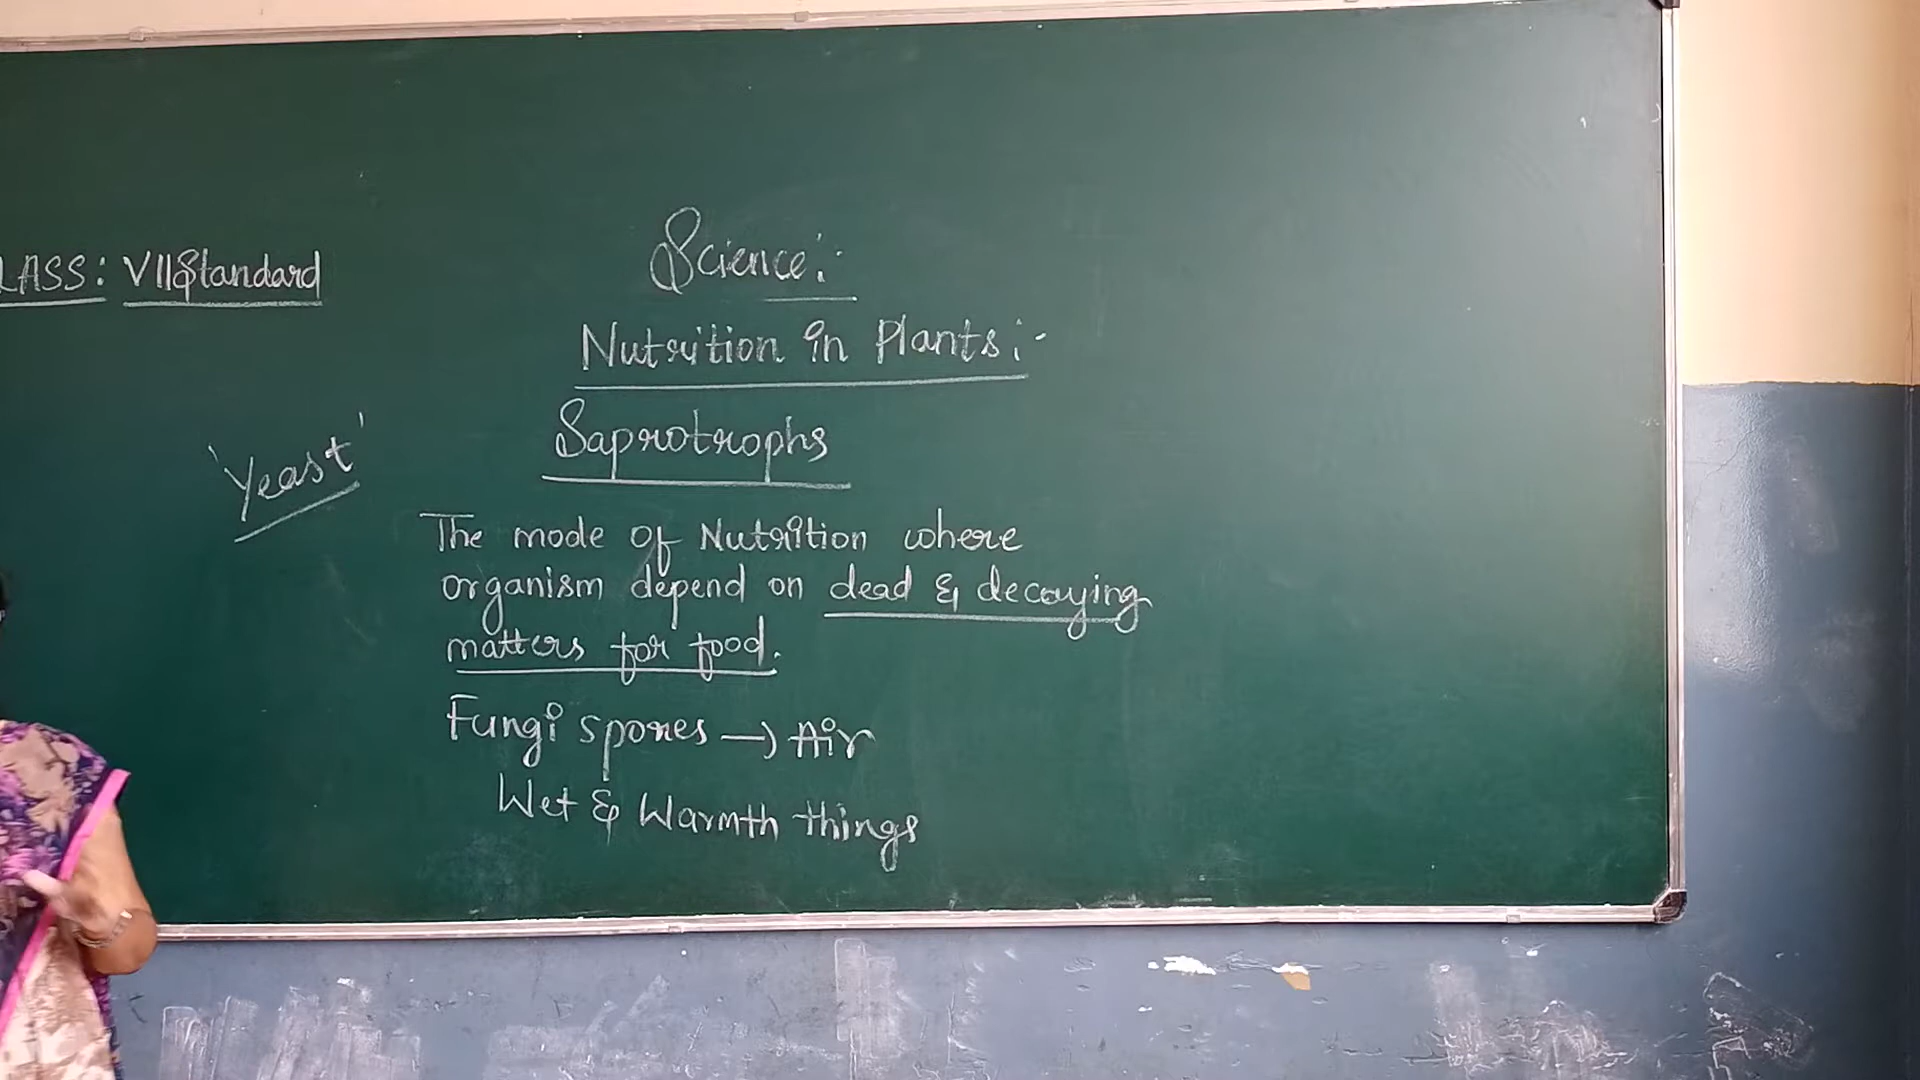 LASS: VII Standard
Science:-
Nutrition in Plants:-
Saprotrophs
'Yeast'
The mode of Nutrition where
organism depend on dead & decaying
matters for food.
Fungi spores → Air
Wet & Warmth things